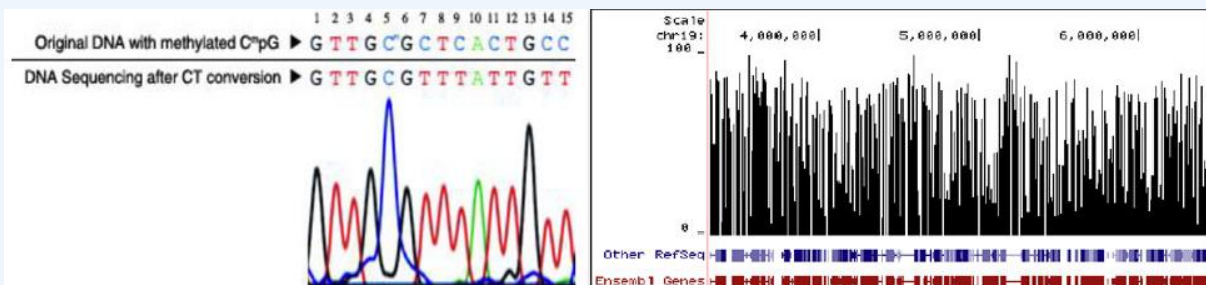 1 2 3 4 5 6 7 8 9 10 11 12 13 14 15
Original DNA with methylated CᵐpG ▶ G T T G CᵐG C T C A C T G C C
DNA Sequencing after CT conversion ▶ G T T G C G T T T A T T G T T
Scale
chr19: 4,000,000| 5,000,000| 6,000,000|
100 _
0 _
Other RefSeq
Ensembl Genes